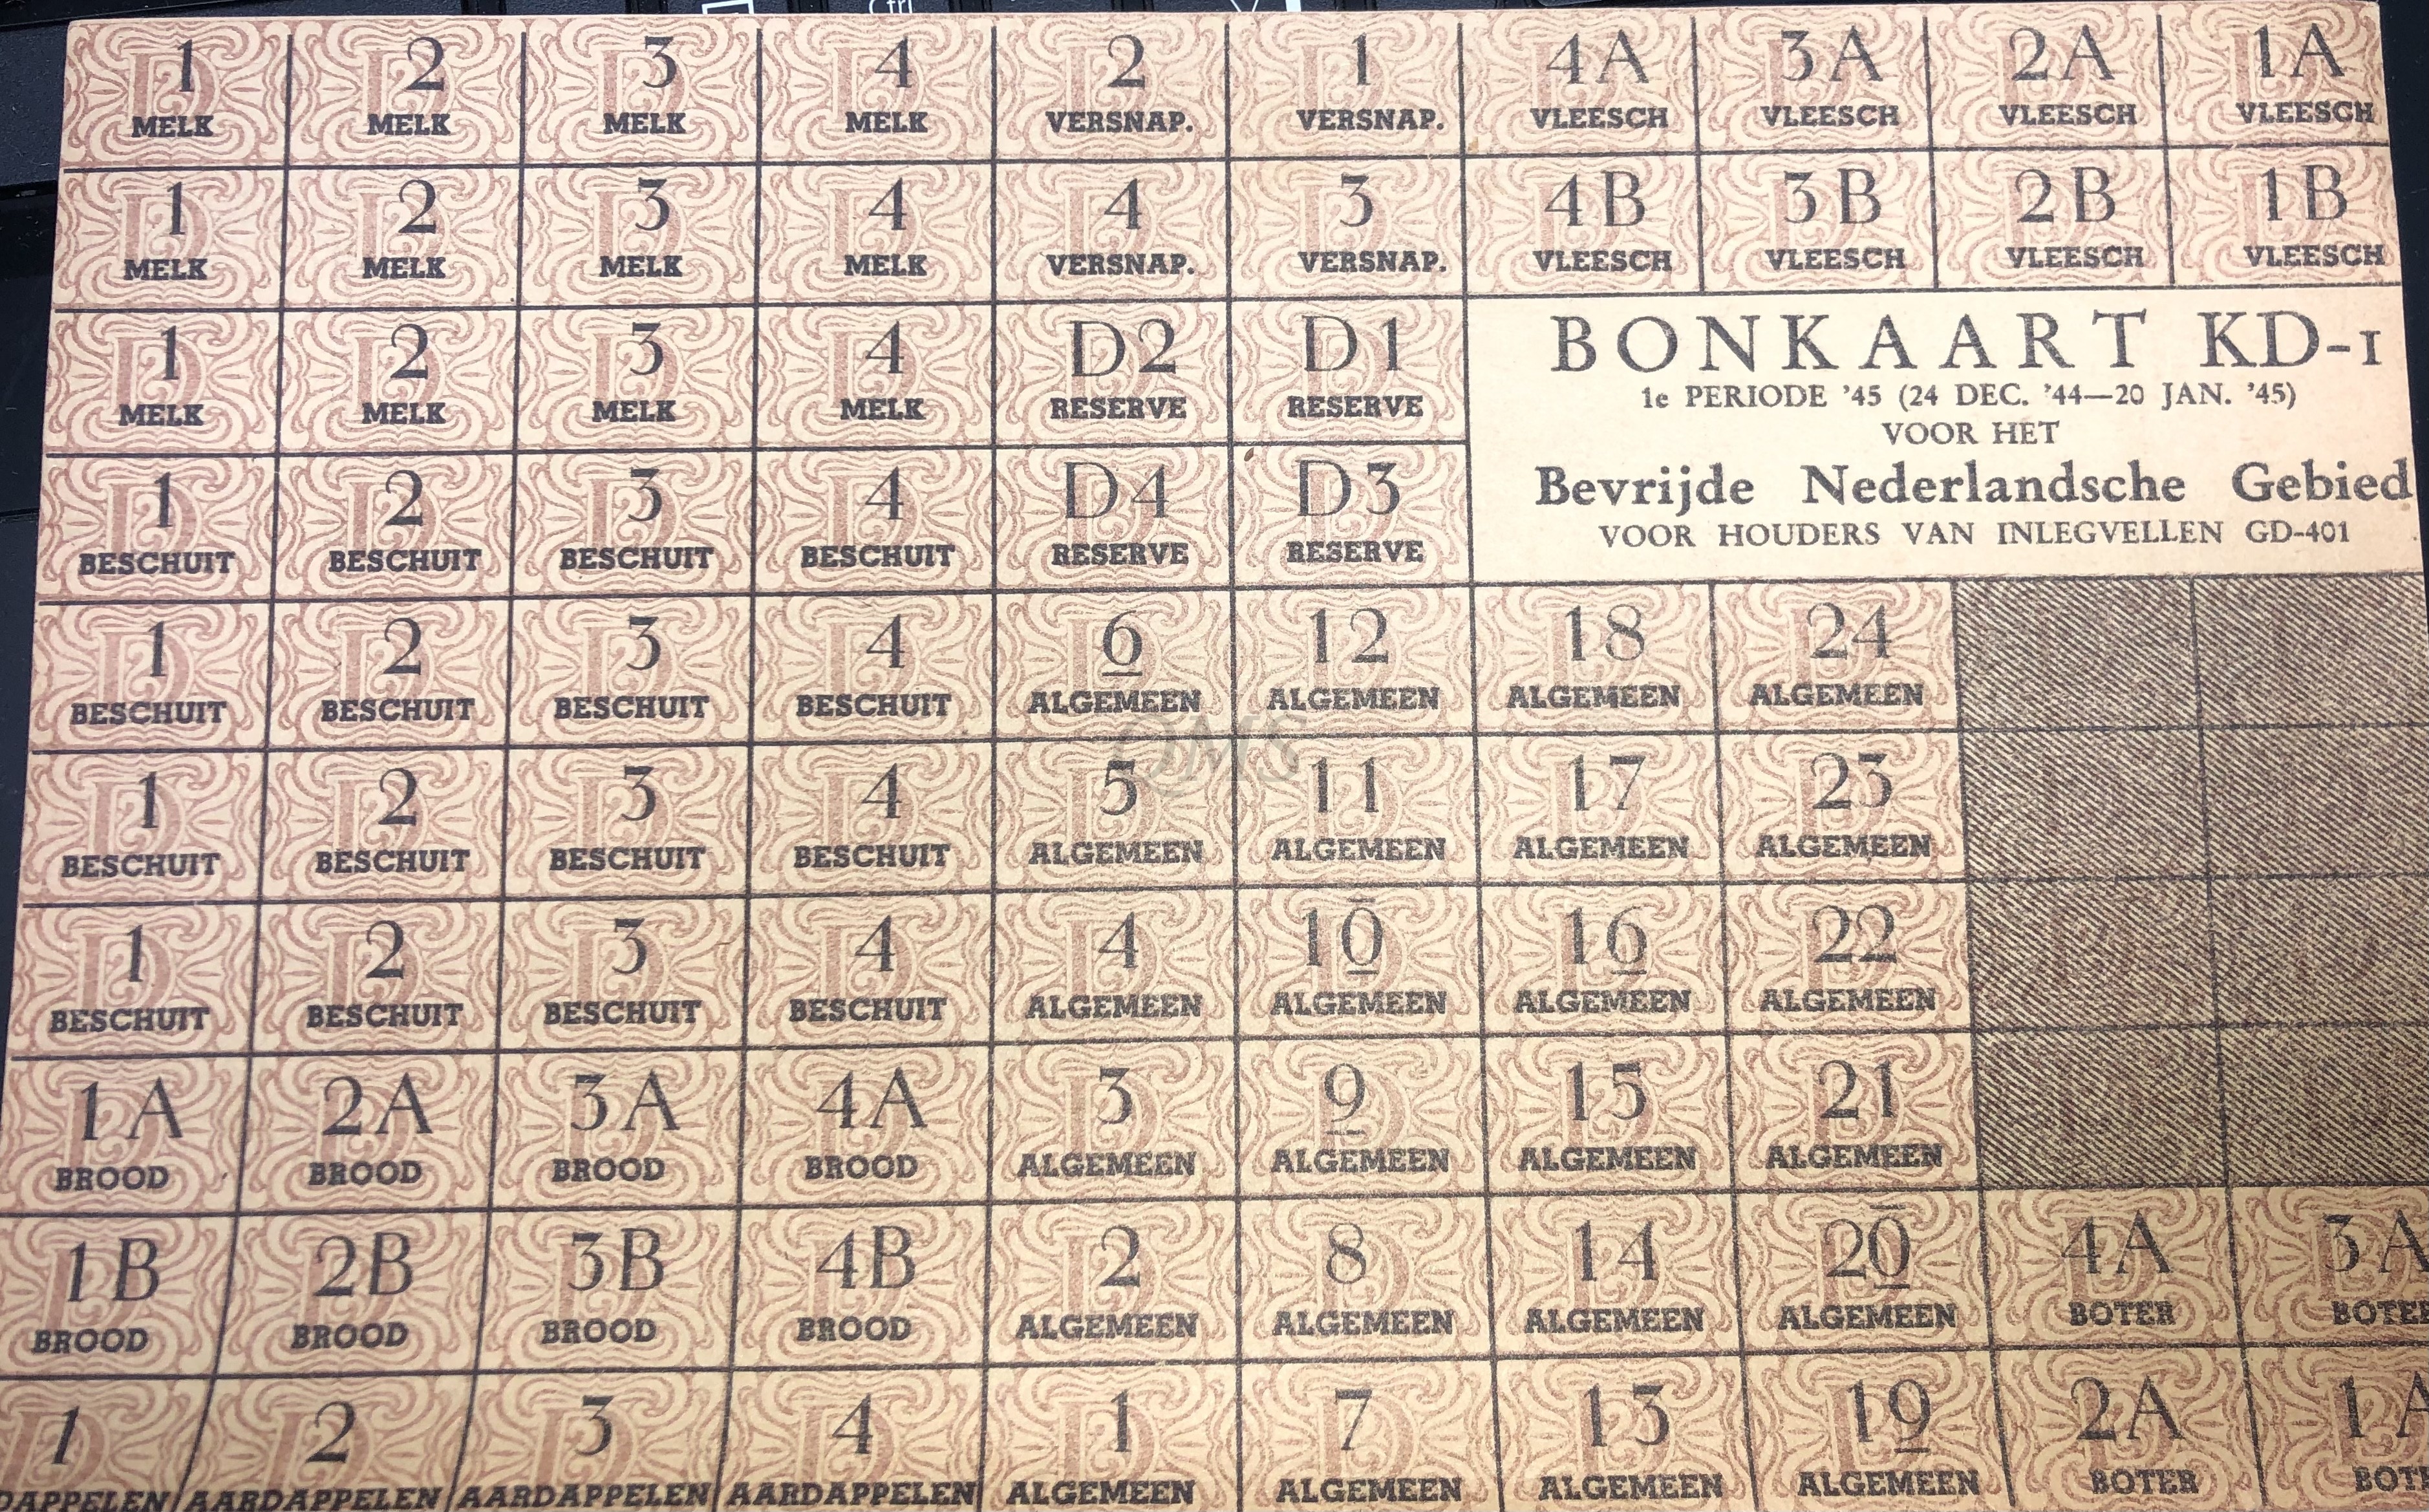 Ctrl
1 2 3 4 2 1 4A 3A 2A 1A
MELK MELK MELK MELK VERSNAP. VERSNAP. VLEESCH VLEESCH VLEESCH VLEESCH
1 2 3 4 4 3 4B 3B 2B 1B
MELK MELK MELK MELK VERSNAP. VERSNAP. VLEESCH VLEESCH VLEESCH VLEESCH
1 2 3 4 D2 D1
MELK MELK MELK MELK RESERVE RESERVE
BONKAART KD-1
1e PERIODE '45 (24 DEC. '44—20 JAN. '45)
VOOR HET
Bevrijde Nederlandsche Gebied
VOOR HOUDERS VAN INLEGVELLEN GD-401
1 2 3 4 D4 D3
BESCHUIT BESCHUIT BESCHUIT BESCHUIT RESERVE RESERVE
1 2 3 4 6 12 18 24
BESCHUIT BESCHUIT BESCHUIT BESCHUIT ALGEMEEN ALGEMEEN ALGEMEEN ALGEMEEN
QMS
1 2 3 4 5 11 17 23
BESCHUIT BESCHUIT BESCHUIT BESCHUIT ALGEMEEN ALGEMEEN ALGEMEEN ALGEMEEN
1 2 3 4 4 10 16 22
BESCHUIT BESCHUIT BESCHUIT BESCHUIT ALGEMEEN ALGEMEEN ALGEMEEN ALGEMEEN
1A 2A 3A 4A 3 9 15 21
BROOD BROOD BROOD BROOD ALGEMEEN ALGEMEEN ALGEMEEN ALGEMEEN
1B 2B 3B 4B 2 8 14 20 4A 3A
BROOD BROOD BROOD BROOD ALGEMEEN ALGEMEEN ALGEMEEN ALGEMEEN BOTER BOTER
1 2 3 4 1 7 13 19 2A 1A
DAPPELEN AARDAPPELEN AARDAPPELEN AARDAPPELEN ALGEMEEN ALGEMEEN ALGEMEEN ALGEMEEN BOTER BOT